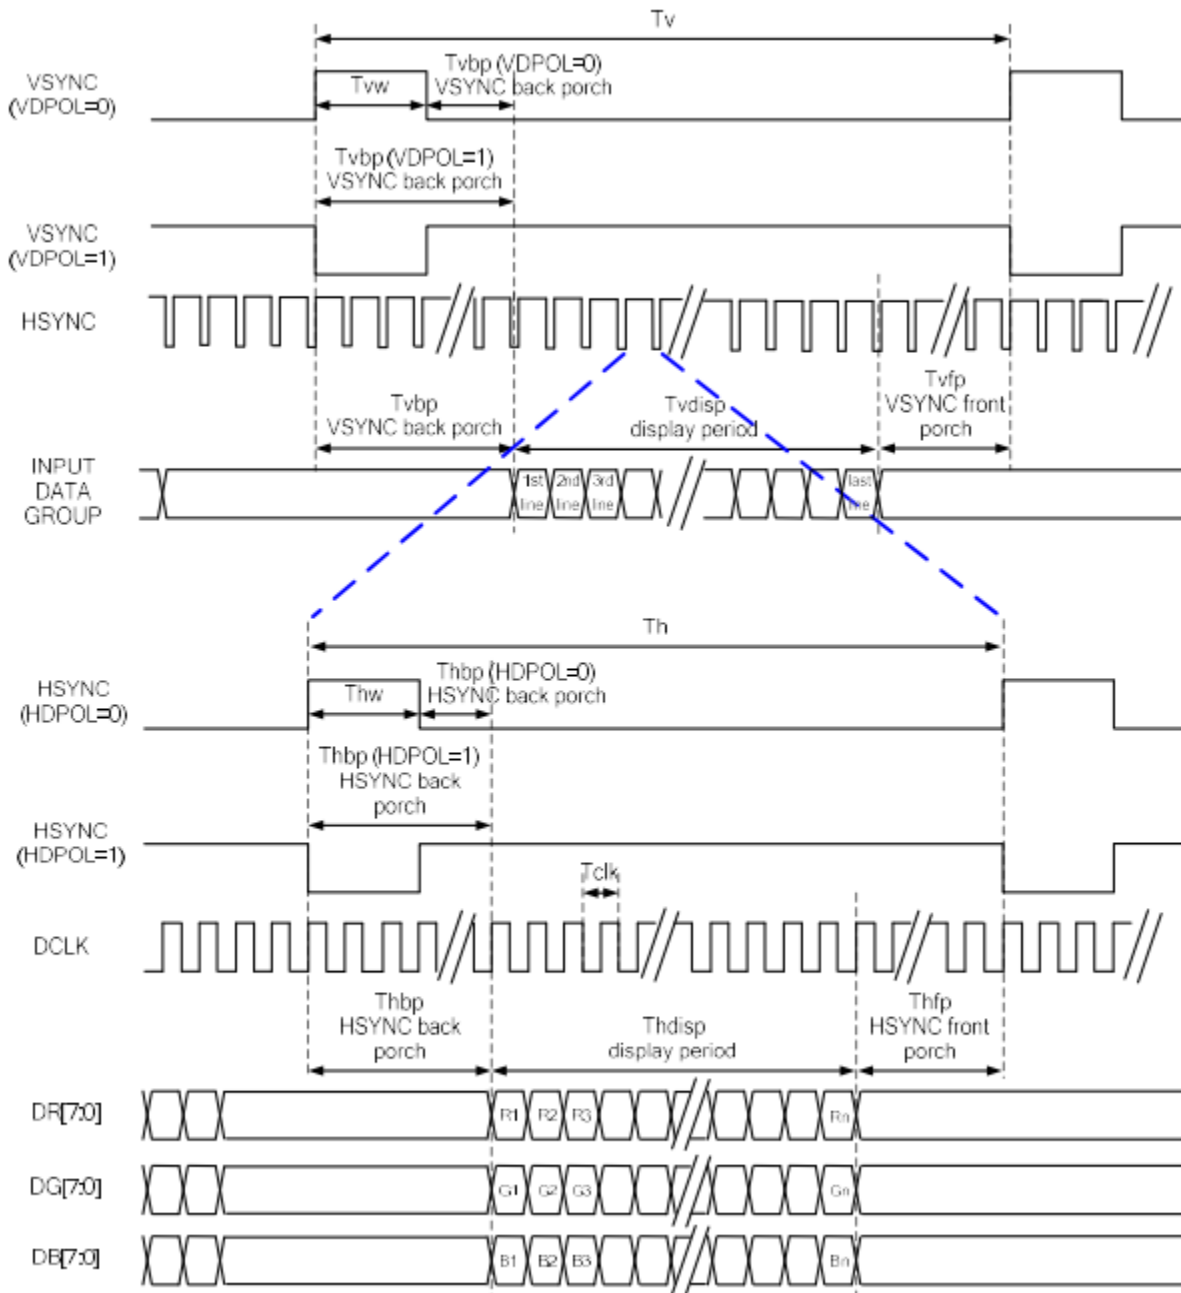 Tv
VSYNC
(VDPOL=0)
Tvw
Tvbp (VDPOL=0)
VSYNC back porch
Tvbp (VDPOL=1)
VSYNC back porch
VSYNC
(VDPOL=1)
HSYNC
Tvbp
VSYNC back porch
Tvdisp
display period
Tvfp
VSYNC front
porch
INPUT
DATA
GROUP
1st
line
2nd
line
3rd
line
last
Th
HSYNC
(HDPOL=0)
Thw
Thbp (HDPOL=0)
HSYNC back porch
Thbp (HDPOL=1)
HSYNC back
porch
HSYNC
(HDPOL=1)
Tclk
DCLK
Thbp
HSYNC back
porch
Thdisp
display period
Thfp
HSYNC front
porch
DR[7:0]
R1 R2 R3 Rn
DG[7:0]
G1 G2 G3 Gn
DB[7:0]
B1 B2 B3 Bn